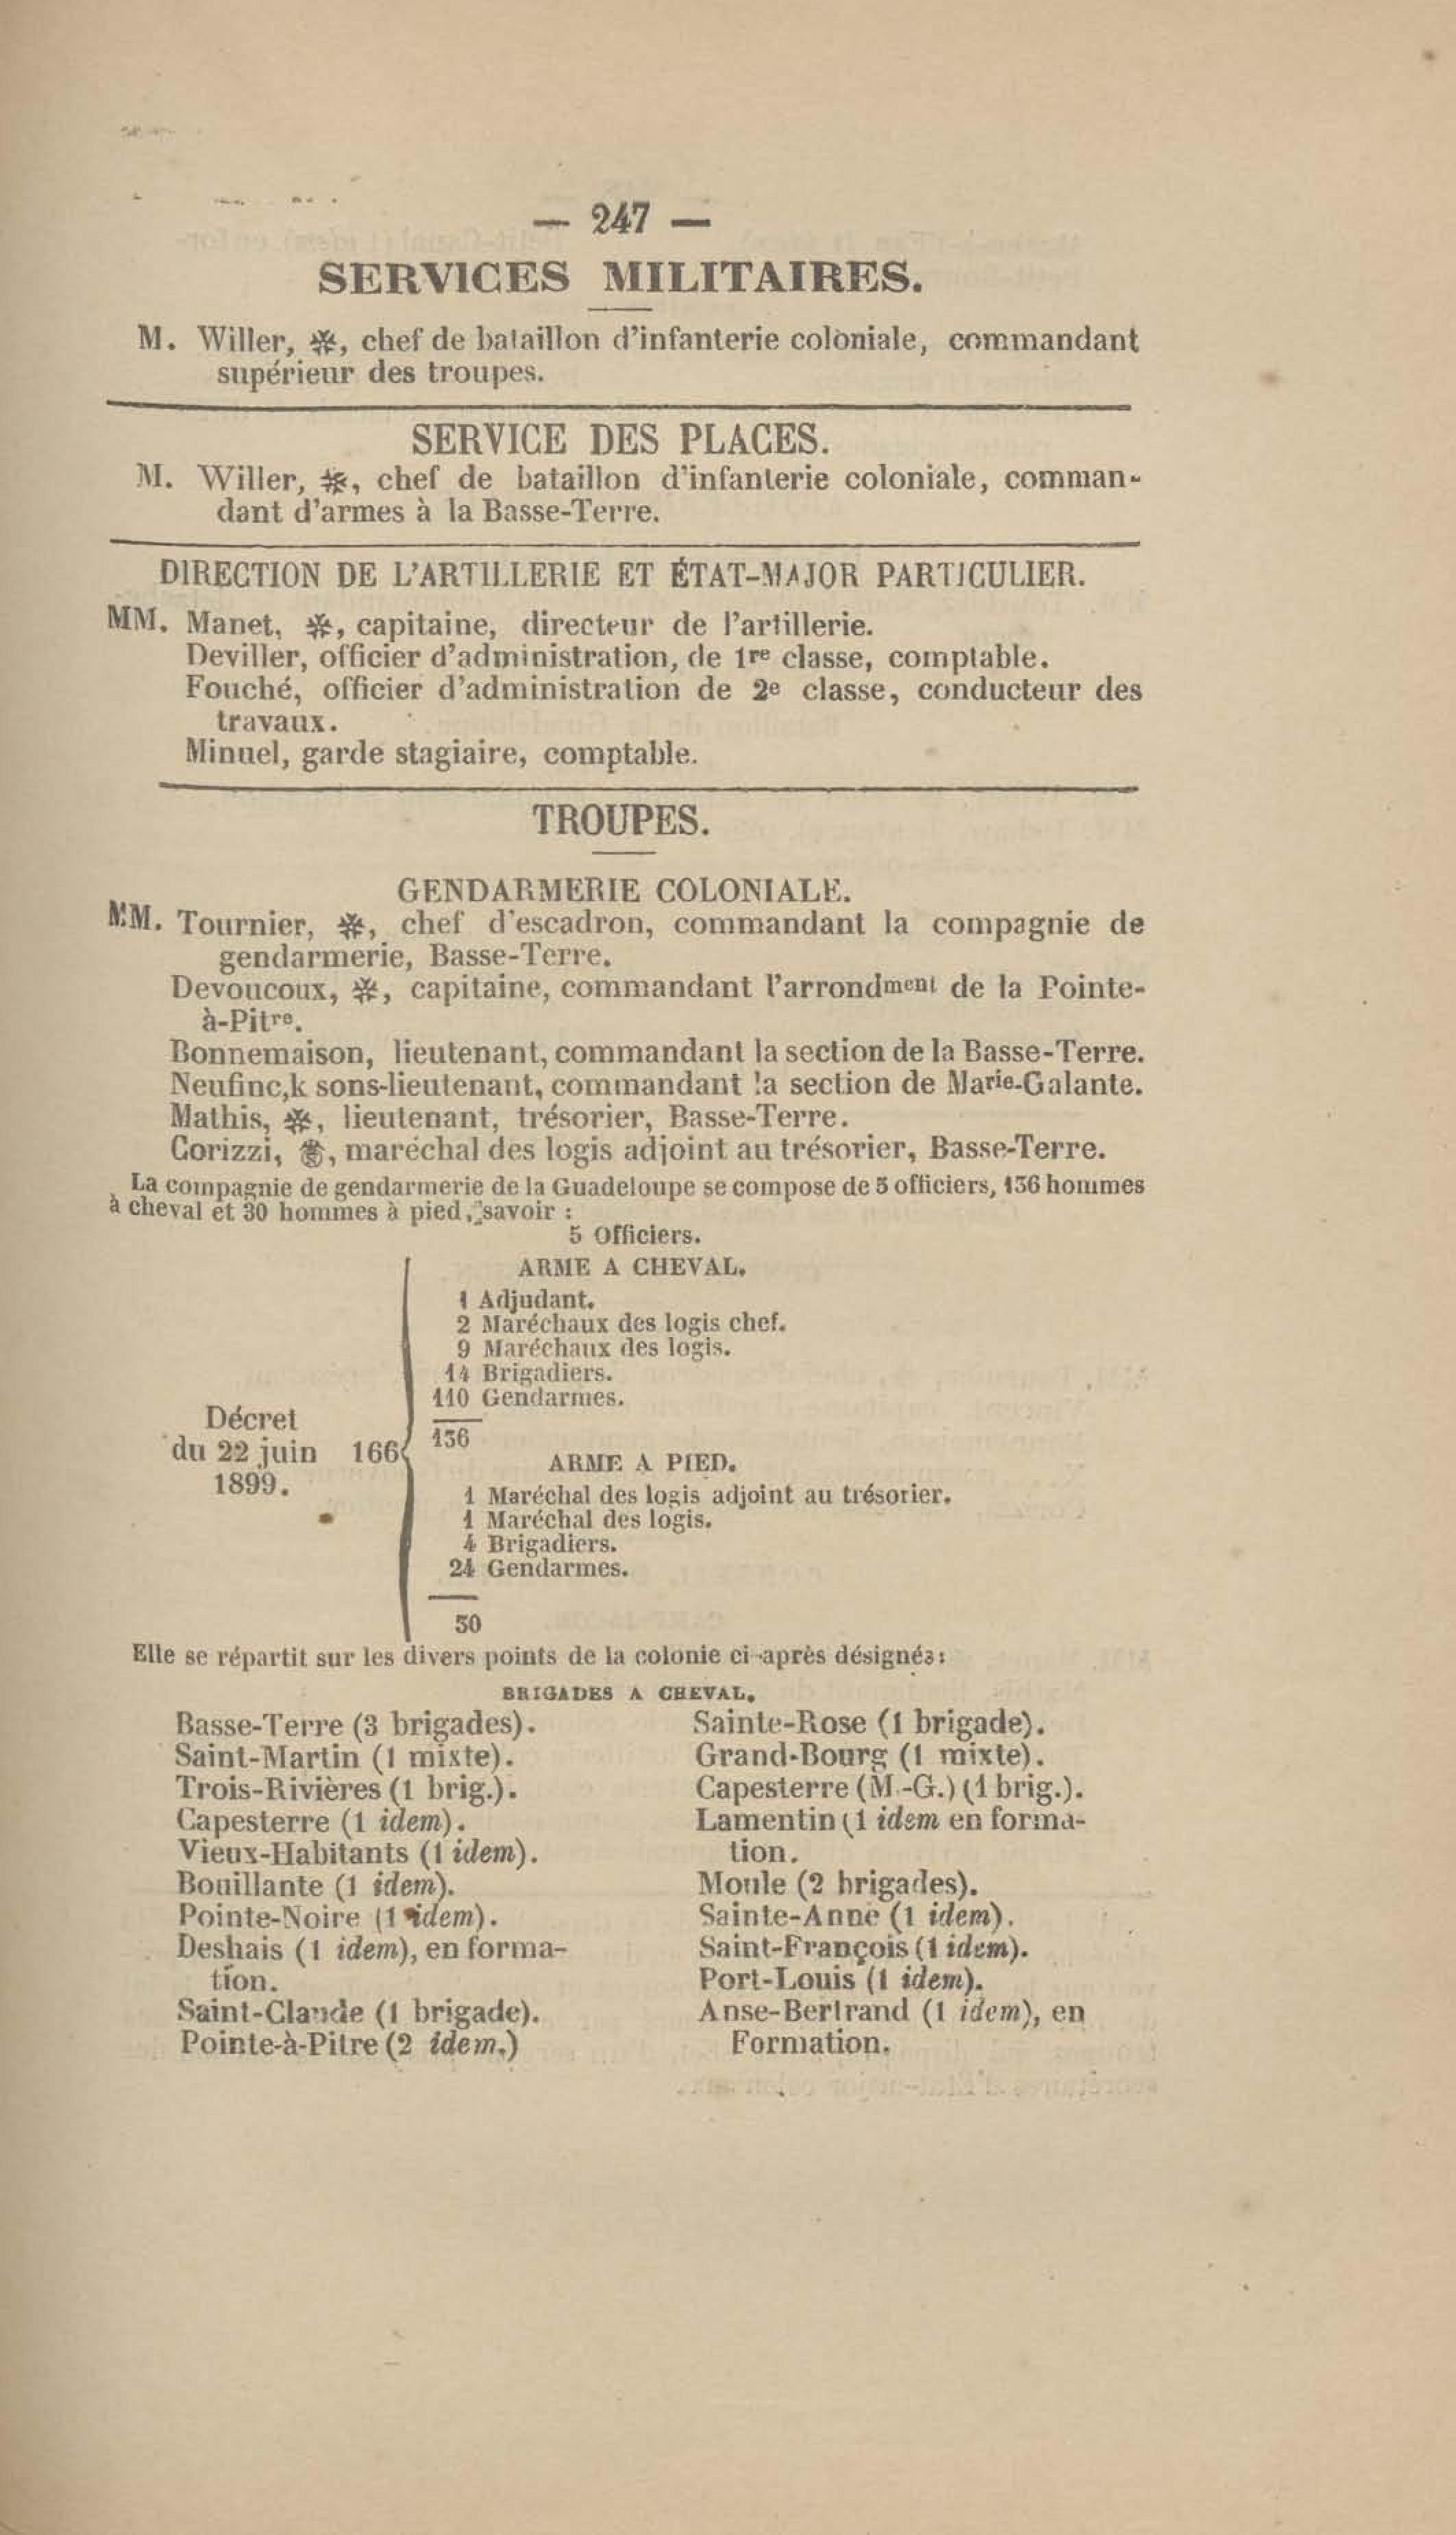 — 247 —
SERVICES MILITAIRES.
M. Willer, ✻, chef de bataillon d'infanterie coloniale, commandant
supérieur des troupes.
SERVICE DES PLACES.
M. Willer, ✻, chef de bataillon d'infanterie coloniale, comman-
dant d'armes à la Basse-Terre.
DIRECTION DE L'ARTILLERIE ET ÉTAT-MAJOR PARTICULIER.
MM. Manet, ✻, capitaine, directeur de l'artillerie.
Deviller, officier d'administration, de 1re classe, comptable.
Fouché, officier d'administration de 2e classe, conducteur des
travaux.
Minuel, garde stagiaire, comptable.
TROUPES.
GENDARMERIE COLONIALE.
MM. Tournier, ✻, chef d'escadron, commandant la compagnie de
gendarmerie, Basse-Terre.
Devoucoux, ✻, capitaine, commandant l'arrondment de la Pointe-
à-Pitre.
Bonnemaison, lieutenant, commandant la section de la Basse-Terre.
Neufinc,k sons-lieutenant, commandant la section de Marie-Galante.
Mathis, ✻, lieutenant, trésorier, Basse-Terre.
Corizzi, , maréchal des logis adjoint au trésorier, Basse-Terre.
La compagnie de gendarmerie de la Guadeloupe se compose de 5 officiers, 136 hommes
à cheval et 30 hommes à pied, savoir :
5 Officiers.
ARME A CHEVAL.
1 Adjudant.
2 Maréchaux des logis chef.
9 Maréchaux des logis.
14 Brigadiers.
110 Gendarmes.
136
Décret
du 22 juin 166
1899.
ARME A PIED.
1 Maréchal des logis adjoint au trésorier.
1 Maréchal des logis.
4 Brigadiers.
24 Gendarmes.
30
Elle se répartit sur les divers points de la colonie ci-après désignés:
BRIGADES A CHEVAL.
Basse-Terre (3 brigades).
Saint-Martin (1 mixte).
Trois-Rivières (1 brig.).
Capesterre (1 idem).
Vieux-Habitants (1 idem).
Bouillante (1 idem).
Pointe-Noire (1 idem).
Deshais (1 idem), en forma-
tion.
Saint-Claude (1 brigade).
Pointe-à-Pitre (2 idem.)
Sainte-Rose (1 brigade).
Grand-Bourg (1 mixte).
Capesterre (M.-G.) (1 brig.).
Lamentin (1 idem en forma-
tion.
Moule (2 brigades).
Sainte-Anne (1 idem).
Saint-François (1 idem).
Port-Louis (1 idem).
Anse-Bertrand (1 idem), en
Formation.